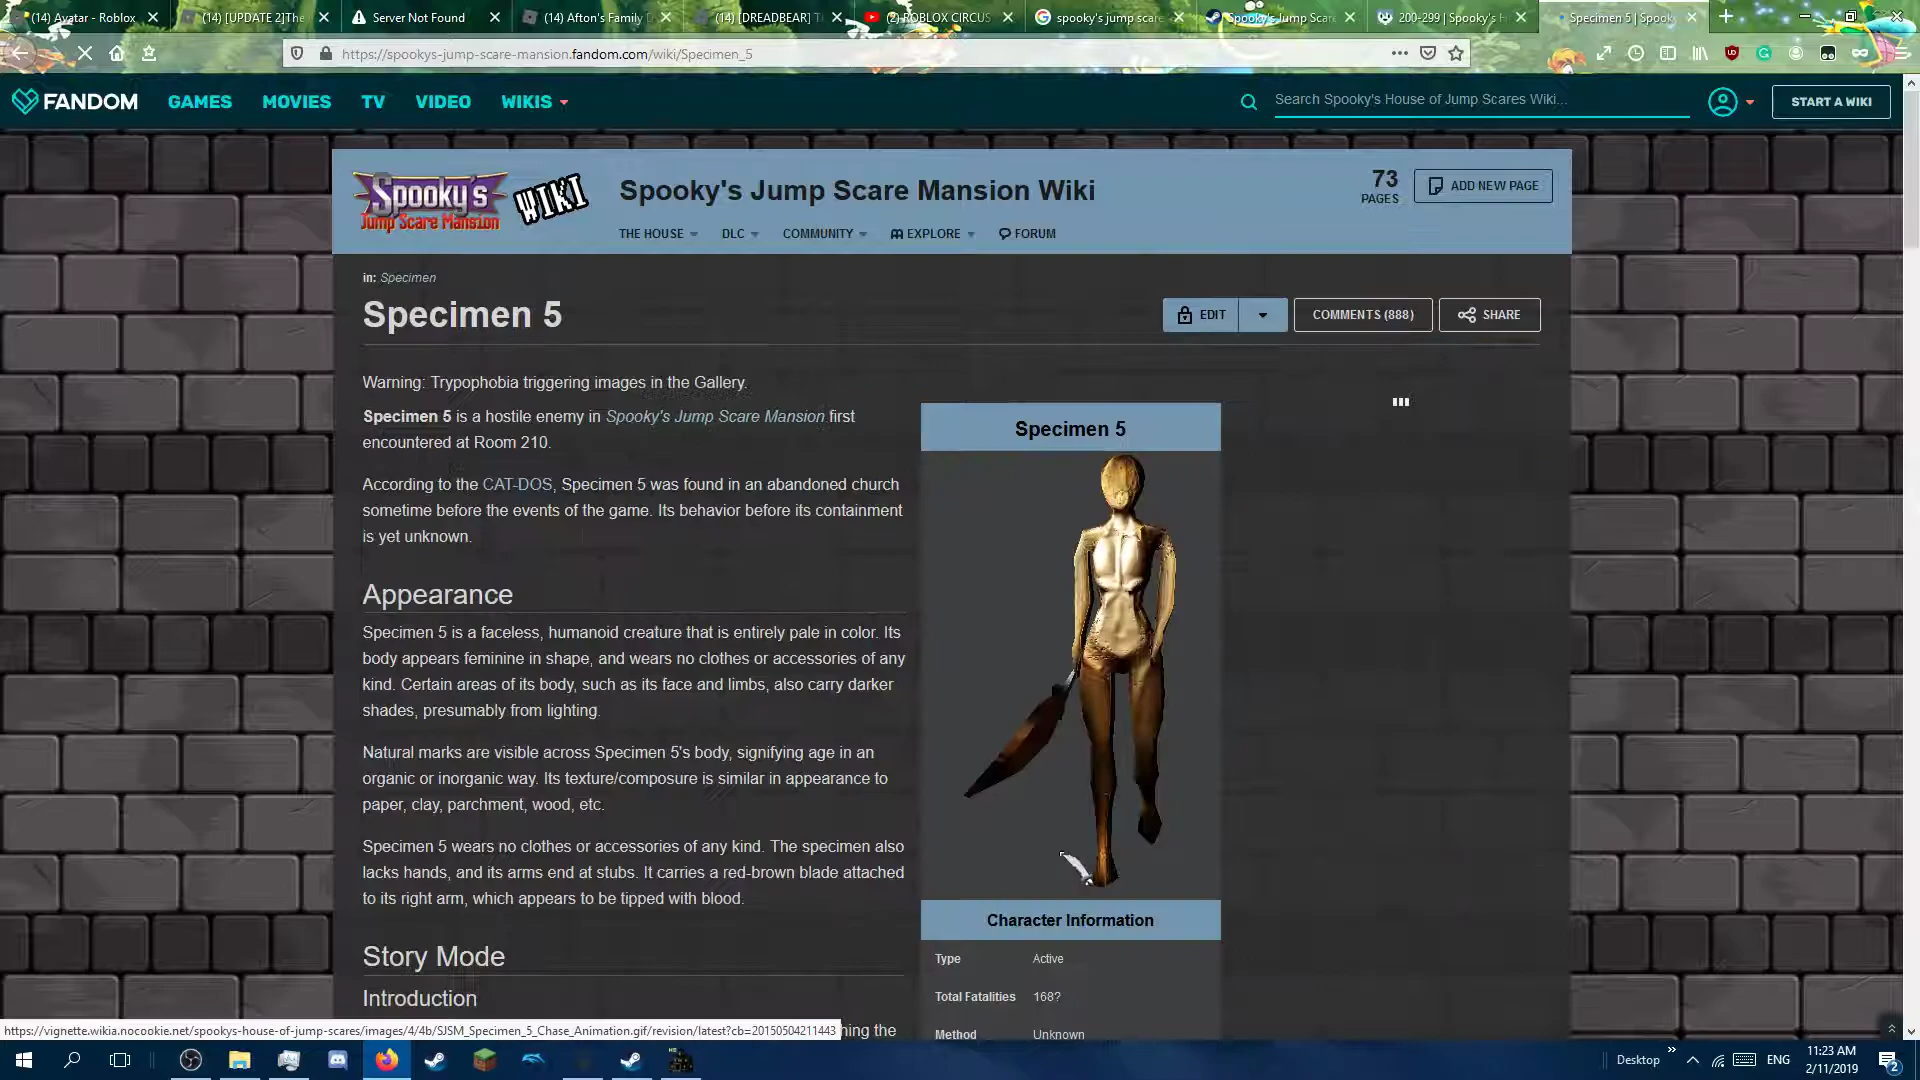 (14) Avatar - Roblox
(14) [UPDATE 2]The
Server Not Found
(14) Afton's Family D
(14) [DREADBEAR] T
(2) ROBLOX CIRCUS
spooky's jump scare
Spooky's Jump Scare
200-299 | Spooky's H
Specimen 5 | Spook
https://spookys-jump-scare-mansion.fandom.com/wiki/Specimen_5
FANDOM
GAMES
MOVIES
TV
VIDEO
WIKIS
Search Spooky's House of Jump Scares Wiki...
START A WIKI
Spooky's
Jump Scare Mansion
WIKI
Spooky's Jump Scare Mansion Wiki
73
PAGES
ADD NEW PAGE
THE HOUSE
DLC
COMMUNITY
EXPLORE
FORUM
in: Specimen
Specimen 5
EDIT
COMMENTS (888)
SHARE
Warning: Trypophobia triggering images in the Gallery.
Specimen 5 is a hostile enemy in Spooky's Jump Scare Mansion first
encountered at Room 210.
According to the CAT-DOS, Specimen 5 was found in an abandoned church
sometime before the events of the game. Its behavior before its containment
is yet unknown.
Appearance
Specimen 5 is a faceless, humanoid creature that is entirely pale in color. Its
body appears feminine in shape, and wears no clothes or accessories of any
kind. Certain areas of its body, such as its face and limbs, also carry darker
shades, presumably from lighting.
Natural marks are visible across Specimen 5's body, signifying age in an
organic or inorganic way. Its texture/composure is similar in appearance to
paper, clay, parchment, wood, etc.
Specimen 5 wears no clothes or accessories of any kind. The specimen also
lacks hands, and its arms end at stubs. It carries a red-brown blade attached
to its right arm, which appears to be tipped with blood.
Story Mode
Introduction
hing the
Specimen 5
Character Information
Type Active
Total Fatalities 168?
Method Unknown
https://vignette.wikia.nocookie.net/spookys-house-of-jump-scares/images/4/4b/SJSM_Specimen_5_Chase_Animation.gif/revision/latest?cb=20150504211443
Desktop
ENG
11:23 AM
2/11/2019
2